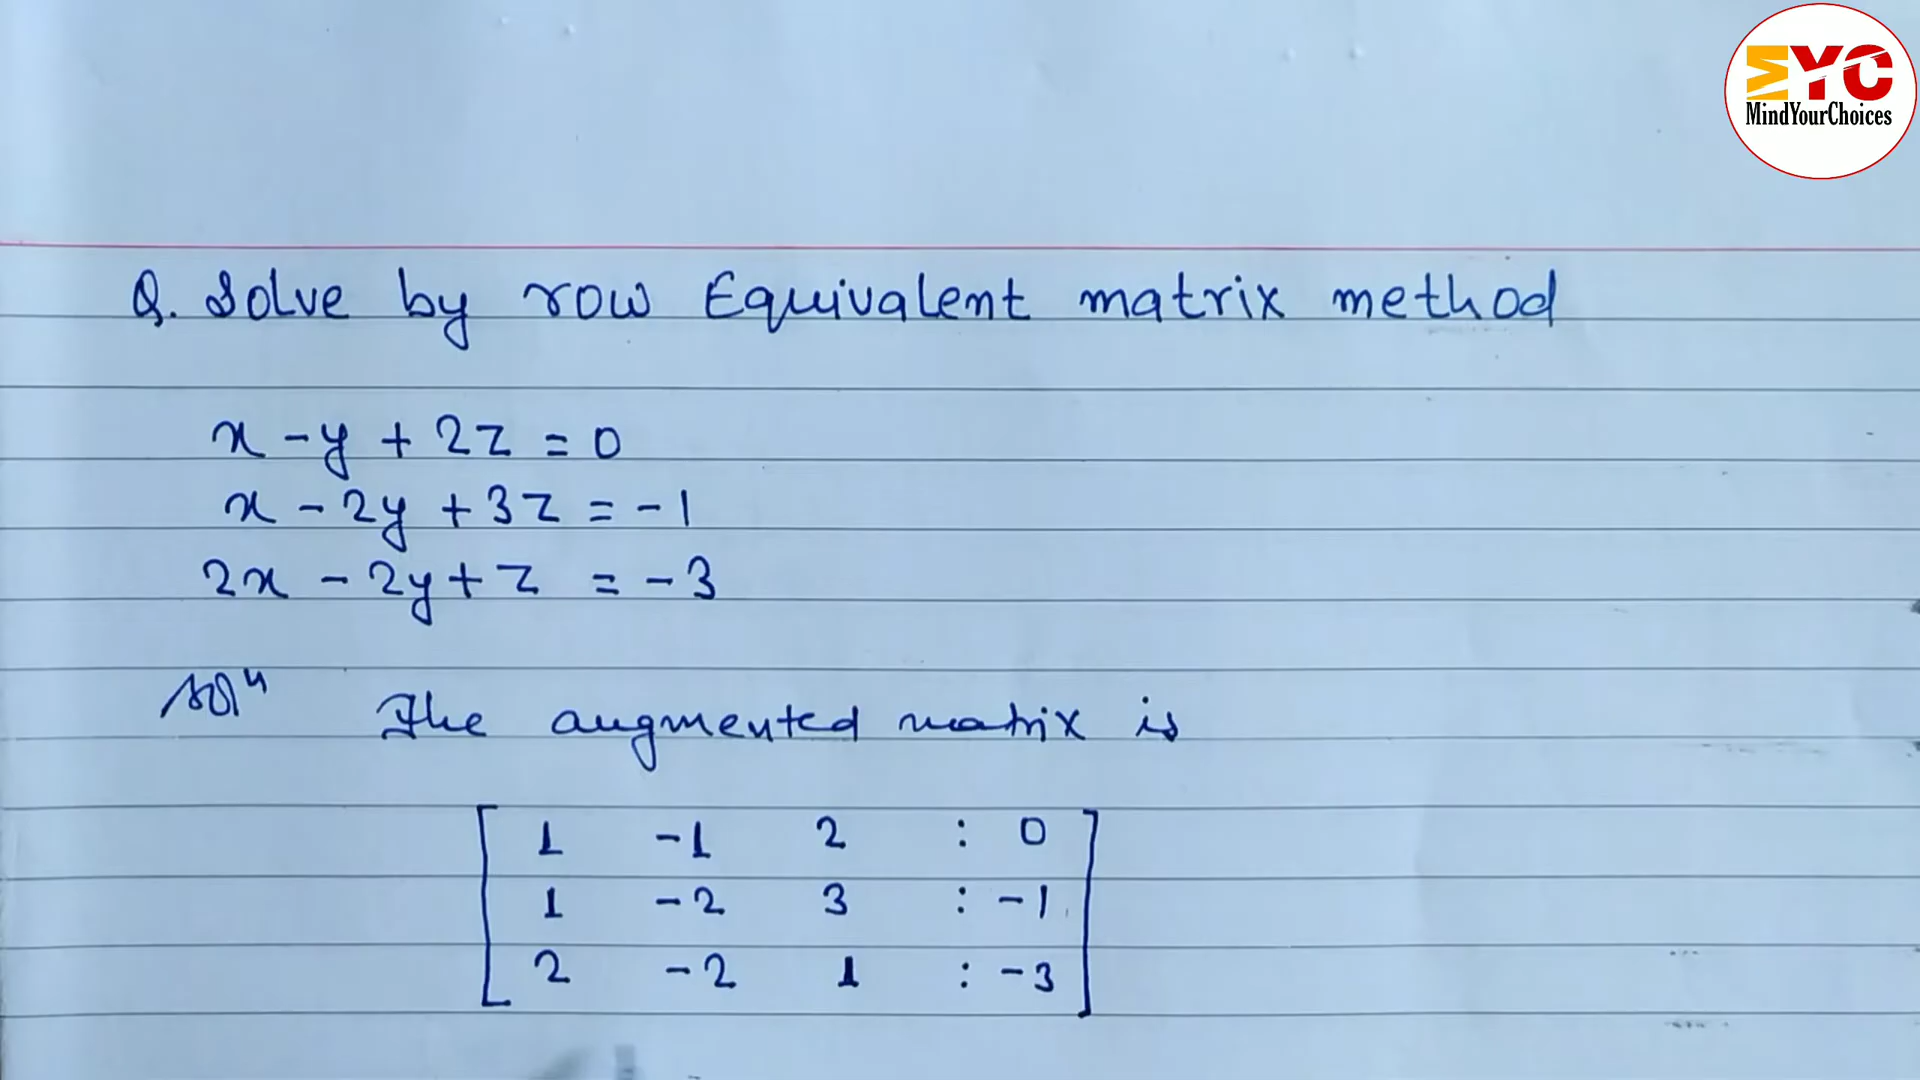 MYC
MindYourChoices
Q. Solve by row Equivalent matrix method
x - y + 2z = 0
x - 2y + 3z = -1
2x - 2y + z = -3
Solⁿ The augmented matrix is
1 -1 2 : 0
1 -2 3 : -1
2 -2 1 : -3